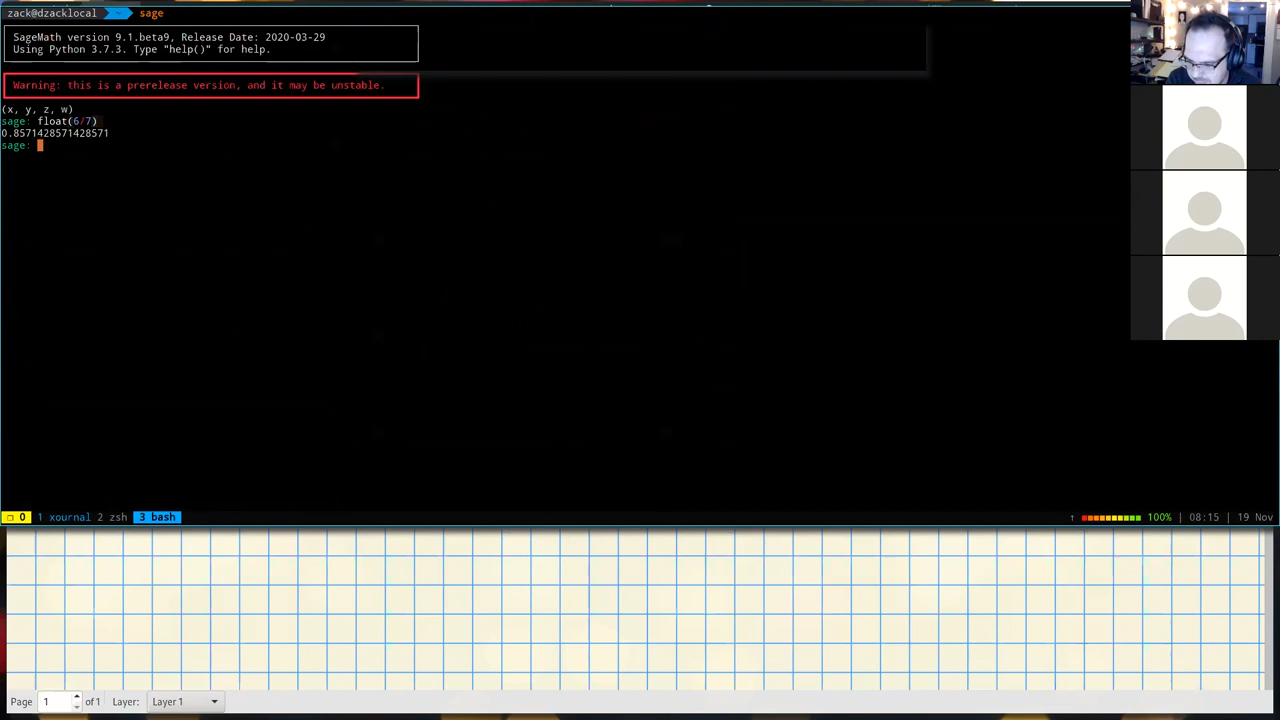 zack@dzacklocal ~ sage
SageMath version 9.1.beta9, Release Date: 2020-03-29
Using Python 3.7.3. Type "help()" for help.
Warning: this is a prerelease version, and it may be unstable.
(x, y, z, w)
sage: float(6/7)
0.8571428571428571
sage:
0 1 xournal 2 zsh 3 bash
↑ 100% | 08:15 | 19 Nov
Page 1 of 1 Layer: Layer 1